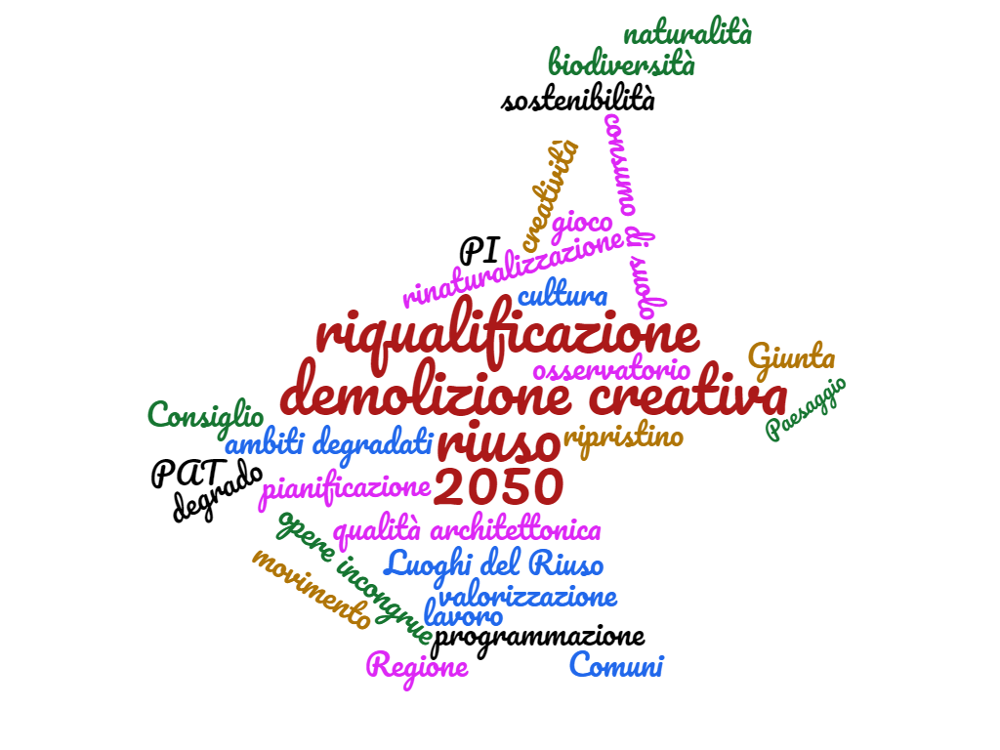 naturalità
biodiversità
sostenibilità
consumo di suolo
creatività
gioco
PI
rinaturalizzazione
cultura
riqualificazione
Giunta
osservatorio
demolizione creativa
Paesaggio
Consiglio
ambiti degradati
riuso
ripristino
PAT
degrado
pianificazione
2050
opere incongrue
qualità architettonica
movimento
Luoghi del Riuso
valorizzazione
lavoro
programmazione
Regione
Comuni